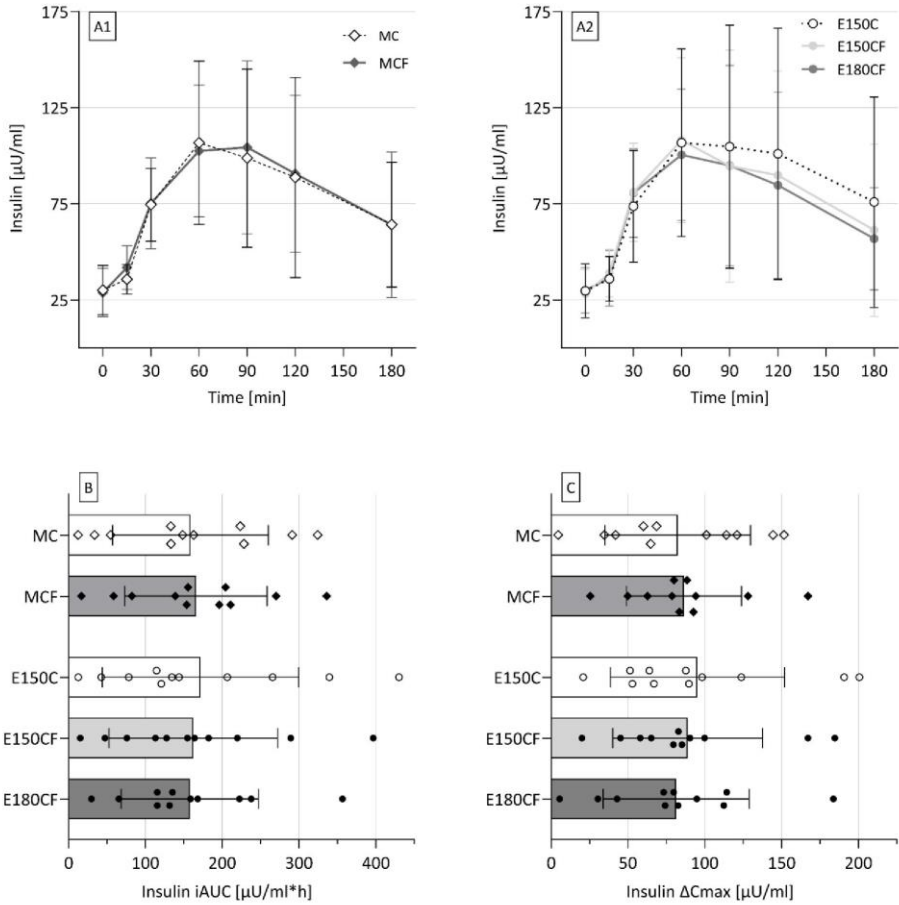 A1
MC
MCF
Insulin [µU/ml]
175
125
75
25
0 30 60 90 120 150 180
Time [min]
A2
E150C
E150CF
E180CF
Insulin [µU/ml]
175
125
75
25
0 30 60 90 120 150 180
Time [min]
B
MC
MCF
E150C
E150CF
E180CF
0 100 200 300 400
Insulin iAUC [µU/ml*h]
C
MC
MCF
E150C
E150CF
E180CF
0 50 100 150 200
Insulin ΔCmax [µU/ml]